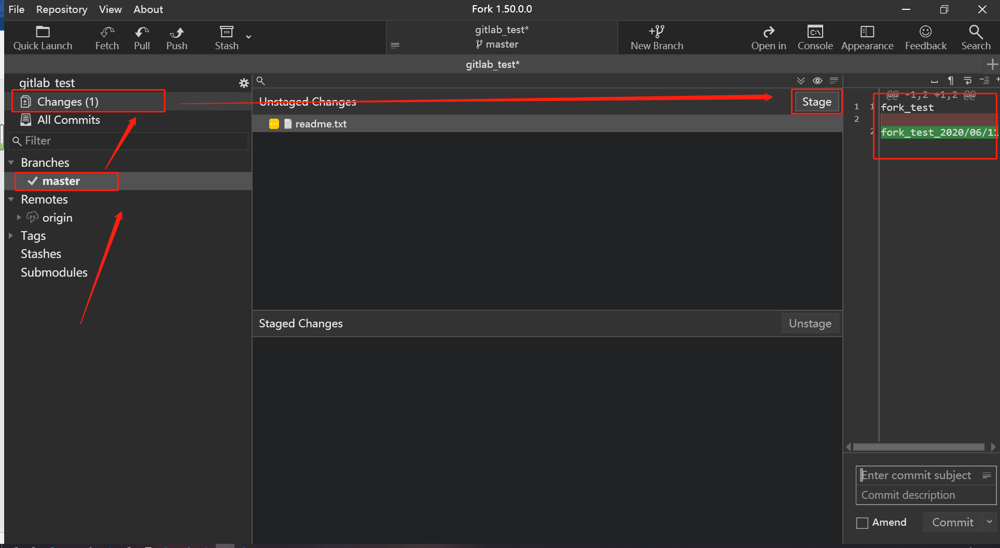 File Repository View About
Fork 1.50.0.0
Quick Launch Fetch Pull Push Stash
gitlab_test*
master
New Branch Open in Console Appearance Feedback Search
gitlab_test*
gitlab test
Changes (1)
All Commits
Filter
Branches
master
Remotes
origin
Tags
Stashes
Submodules
Unstaged Changes
Stage
readme.txt
Staged Changes
Unstage
@@ -1,2 +1,2 @@
1 1 fork_test
2
2 fork_test_2020/06/11
Enter commit subject
Commit description
Amend
Commit